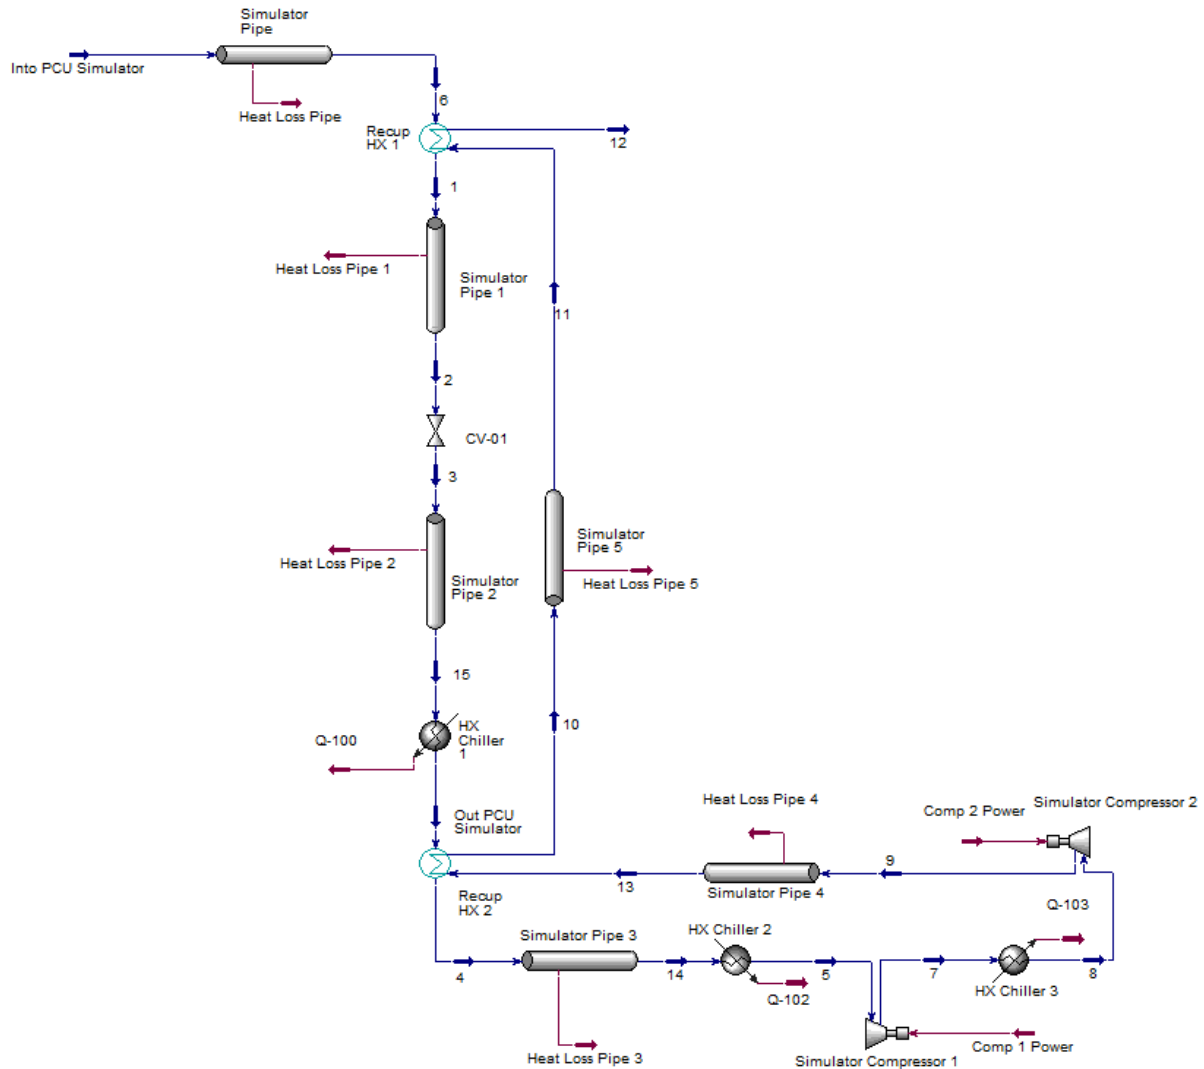 Simulator
Pipe
Into PCU Simulator
Heat Loss Pipe
6
Recup
HX 1
12
1
Heat Loss Pipe 1
Simulator
Pipe 1
11
2
CV-01
3
Simulator
Pipe 5
Heat Loss Pipe 2
Simulator
Pipe 2
Heat Loss Pipe 5
15
HX
Chiller
1
Q-100
10
Out PCU
Simulator
Heat Loss Pipe 4
Comp 2 Power
Simulator Compressor 2
9
13
Simulator Pipe 4
Recup
HX 2
Q-103
Simulator Pipe 3
HX Chiller 2
4
14
5
7
8
HX Chiller 3
Q-102
Heat Loss Pipe 3
Simulator Compressor 1
Comp 1 Power